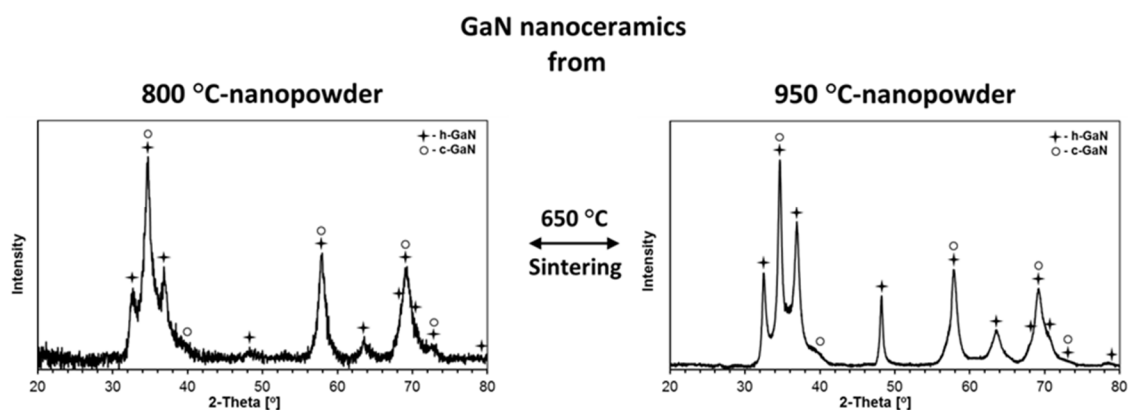 GaN nanoceramics
from
800 °C-nanopowder
- h-GaN
- c-GaN
Intensity
20 30 40 50 60 70 80
2-Theta [°]
650 °C
Sintering
950 °C-nanopowder
- h-GaN
- c-GaN
Intensity
20 30 40 50 60 70 80
2-Theta [°]